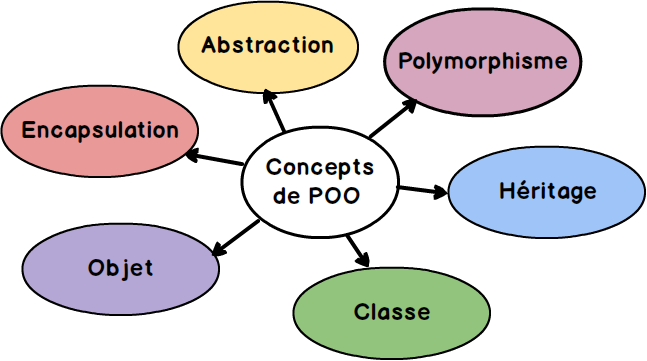 Abstraction
Polymorphisme
Encapsulation
Concepts
de POO
Héritage
Objet
Classe